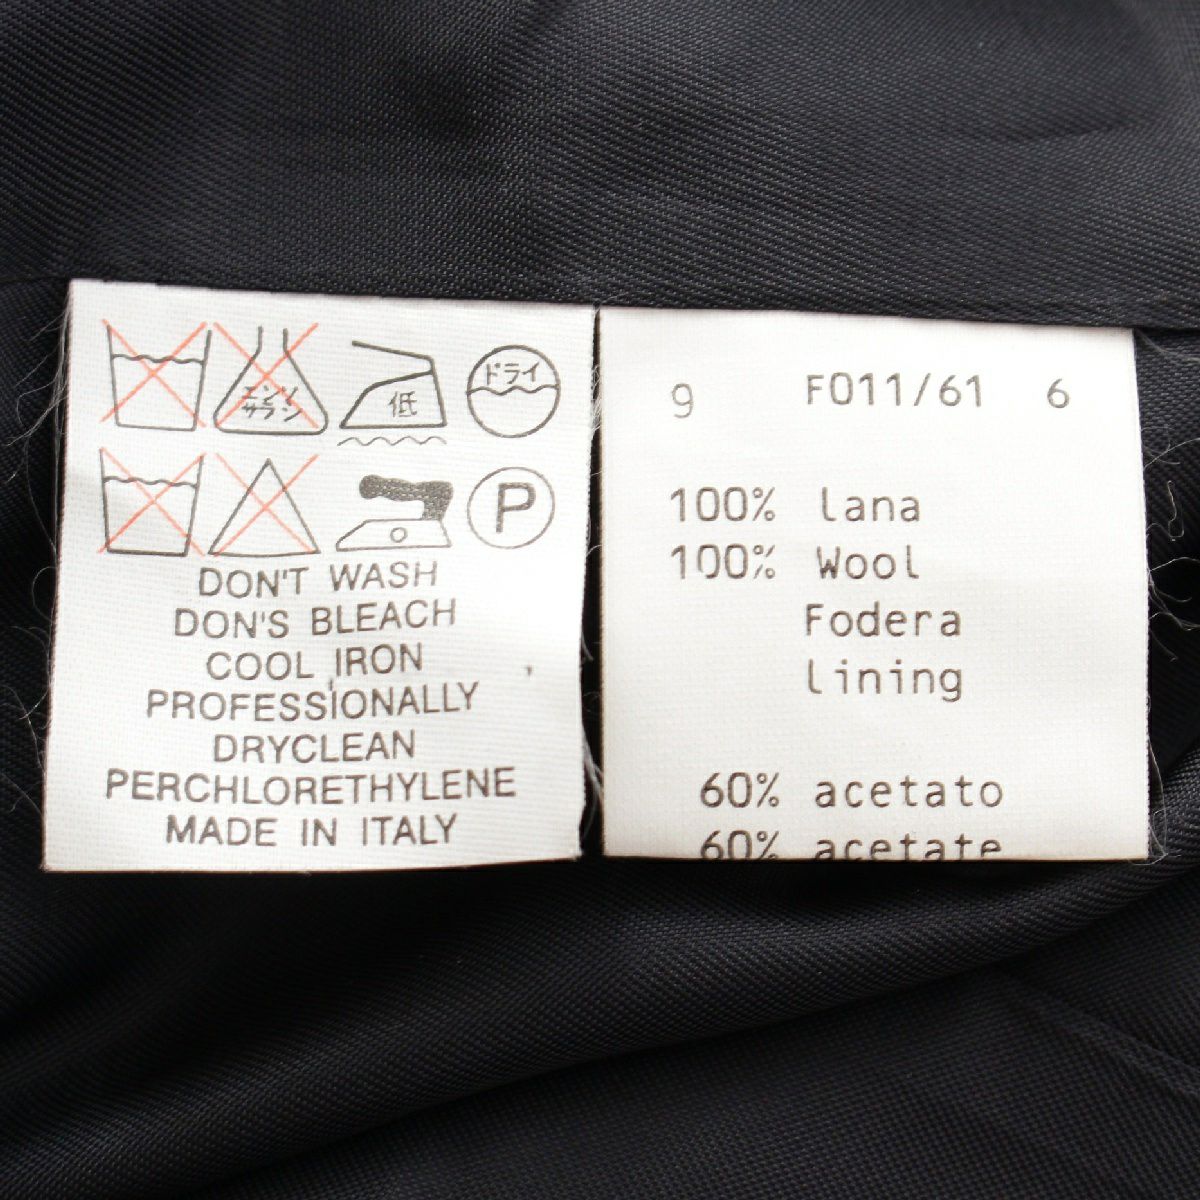 エンソ
サラシ
低
ドライ
P
DON'T WASH
DON'S BLEACH
COOL IRON
PROFESSIONALLY
DRYCLEAN
PERCHLORETHYLENE
MADE IN ITALY
9 F011/61 6
100% lana
100% Wool
Fodera
lining
60% acetato
60% acetate